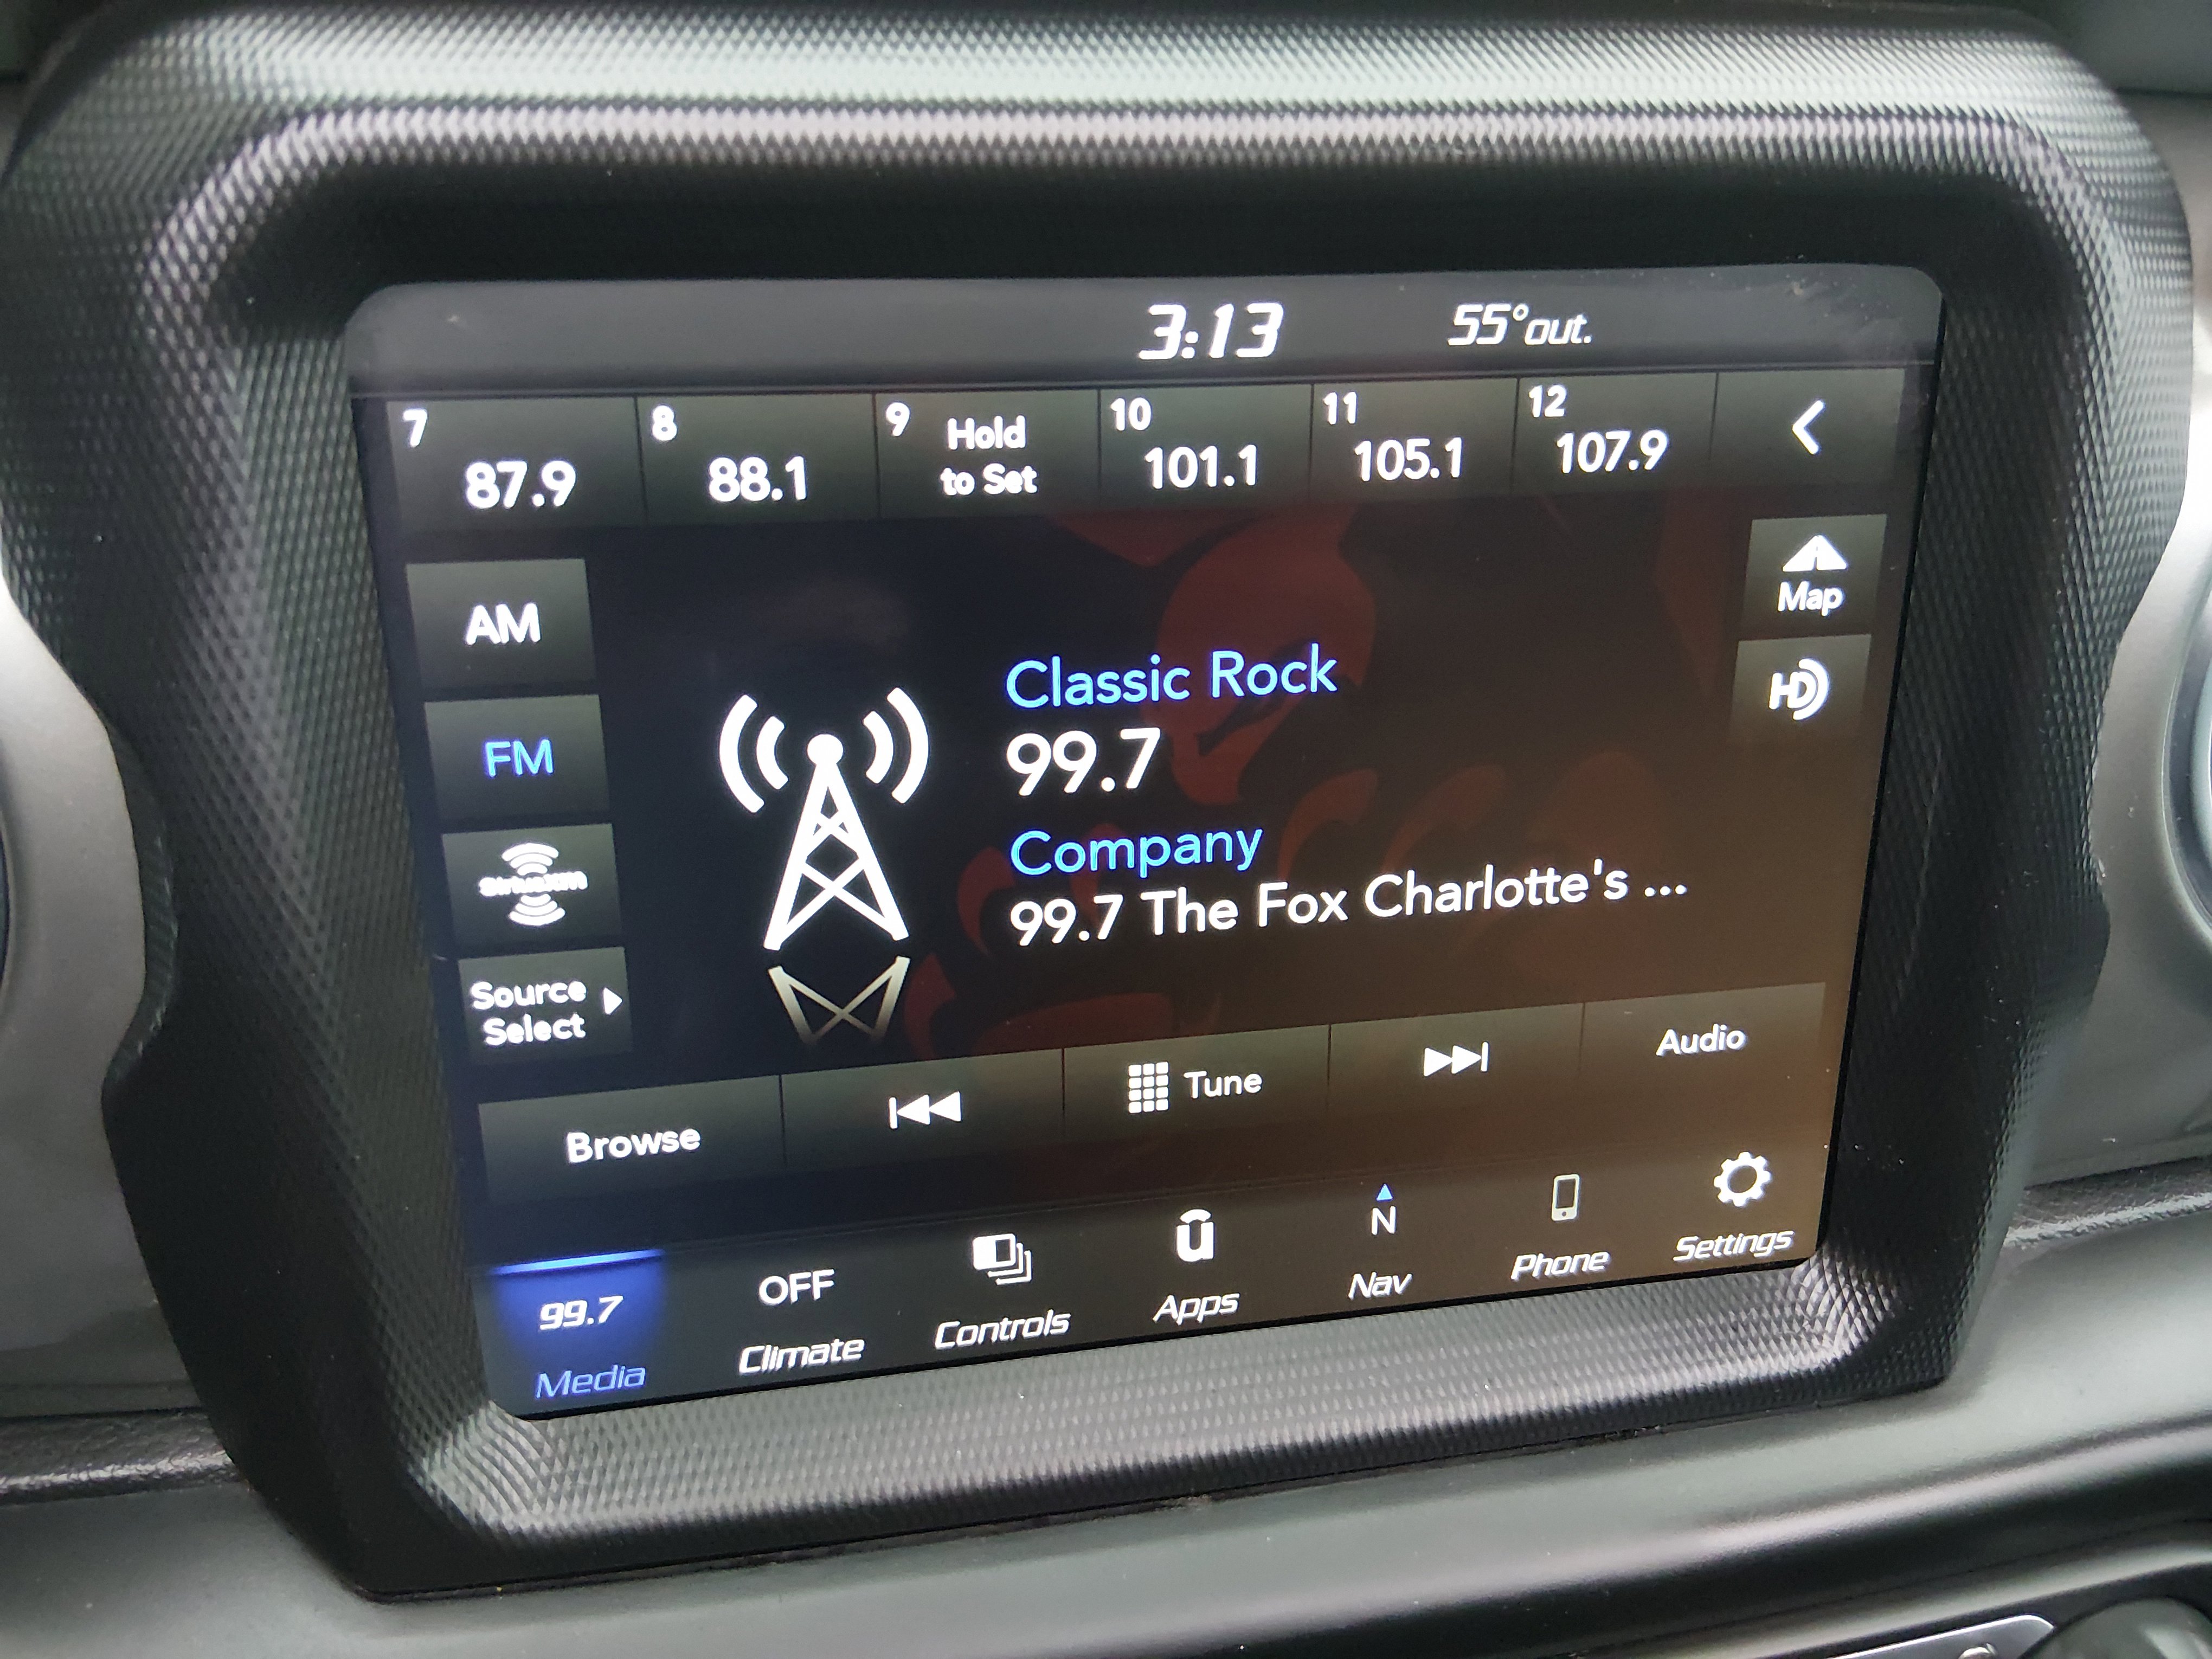 3:13 55°out.
7 87.9
8 88.1
9 Hold
to Set
10 101.1
11 105.1
12 107.9
AM
Map
FM
HD
Classic Rock
99.7
Company
99.7 The Fox Charlotte's ...
SiriusXM
Source
Select
Browse
Tune
Audio
99.7
Media
OFF
Climate
Controls
u
Apps
N
Nav
Phone
Settings